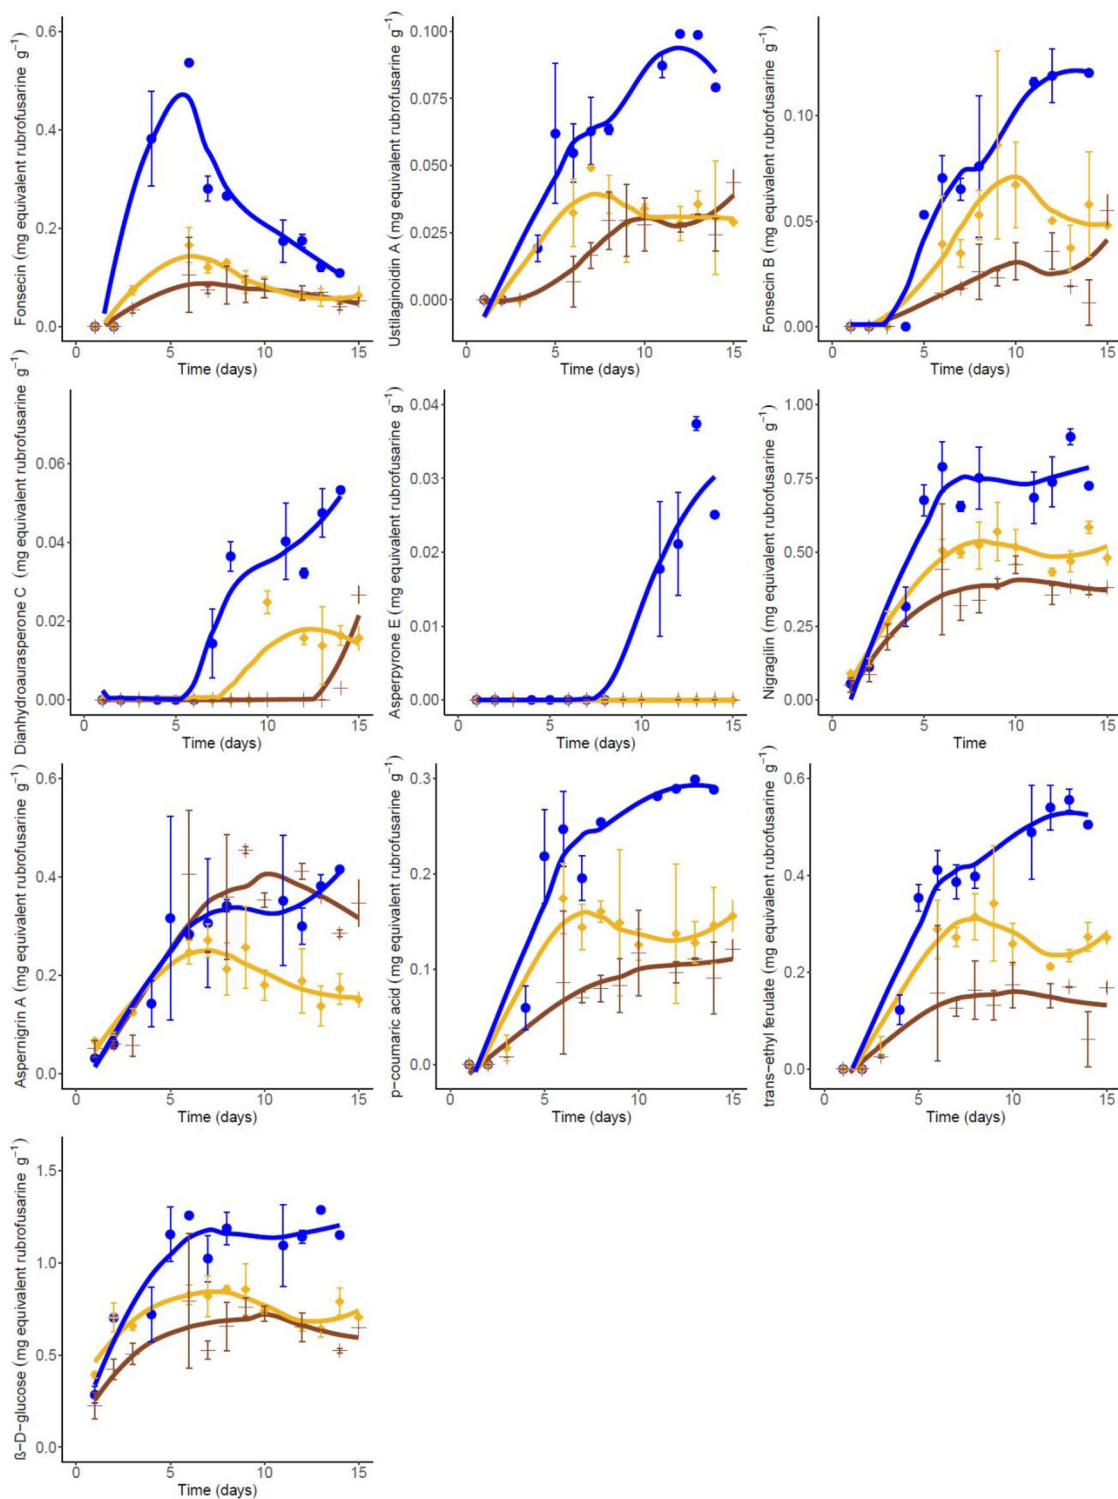 Fonsecin (mg equivalent rubrofusarine g⁻¹)
0.6
0.4
0.2
0.0
0 5 10 15
Time (days)
Ustilaginoidin A (mg equivalent rubrofusarine g⁻¹)
0.100
0.075
0.050
0.025
0.000
0 5 10 15
Time (days)
Fonsecin B (mg equivalent rubrofusarine g⁻¹)
0.10
0.05
0.00
0 5 10 15
Time (days)
Dianhydroaurasperone C (mg equivalent rubrofusarine g⁻¹)
0.06
0.04
0.02
0.00
0 5 10 15
Time (days)
Asperpyrone E (mg equivalent rubrofusarine g⁻¹)
0.04
0.03
0.02
0.01
0.00
0 5 10 15
Time (days)
Nigragilin (mg equivalent rubrofusarine g⁻¹)
1.00
0.75
0.50
0.25
0.00
0 5 10 15
Time
Aspernigrin A (mg equivalent rubrofusarine g⁻¹)
0.6
0.4
0.2
0.0
0 5 10 15
Time (days)
p-coumaric acid (mg equivalent rubrofusarine g⁻¹)
0.3
0.2
0.1
0.0
0 5 10 15
Time (days)
trans-ethyl ferulate (mg equivalent rubrofusarine g⁻¹)
0.6
0.4
0.2
0.0
0 5 10 15
Time (days)
ß-D-glucose (mg equivalent rubrofusarine g⁻¹)
1.5
1.0
0.5
0.0
0 5 10 15
Time (days)